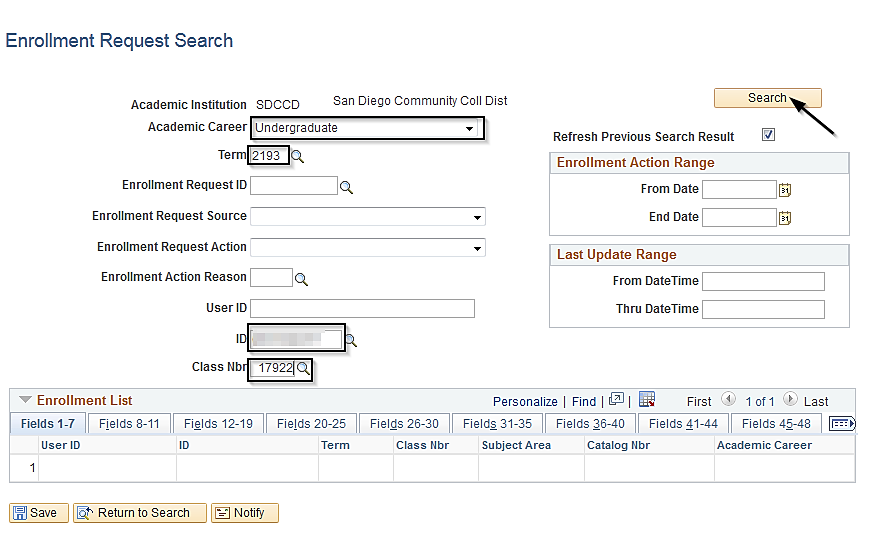 Enrollment Request Search
Academic Institution SDCCD San Diego Community Coll Dist
Search
Academic Career Undergraduate
Refresh Previous Search Result
Term 2193
Enrollment Action Range
Enrollment Request ID
From Date
31
Enrollment Request Source
End Date
31
Enrollment Request Action
Last Update Range
Enrollment Action Reason
From DateTime
User ID
Thru DateTime
ID
Class Nbr 17922
Enrollment List
Personalize | Find | |
First 1 of 1 Last
Fields 1-7 Fields 8-11 Fields 12-19 Fields 20-25 Fields 26-30 Fields 31-35 Fields 36-40 Fields 41-44 Fields 45-48
User ID ID Term Class Nbr Subject Area Catalog Nbr Academic Career
1
Save Return to Search Notify